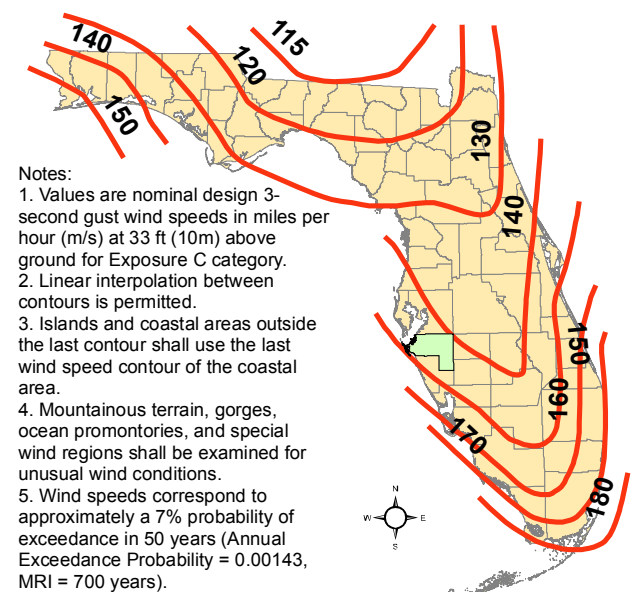 115
140
120
150
130
140
Notes:
1. Values are nominal design 3-
second gust wind speeds in miles per
hour (m/s) at 33 ft (10m) above
ground for Exposure C category.
2. Linear interpolation between
contours is permitted.
3. Islands and coastal areas outside
the last contour shall use the last
wind speed contour of the coastal
area.
4. Mountainous terrain, gorges,
ocean promontories, and special
wind regions shall be examined for
unusual wind conditions.
5. Wind speeds correspond to
approximately a 7% probability of
exceedance in 50 years (Annual
Exceedance Probability = 0.00143,
MRI = 700 years).
150
160
170
180
N
W
E
S